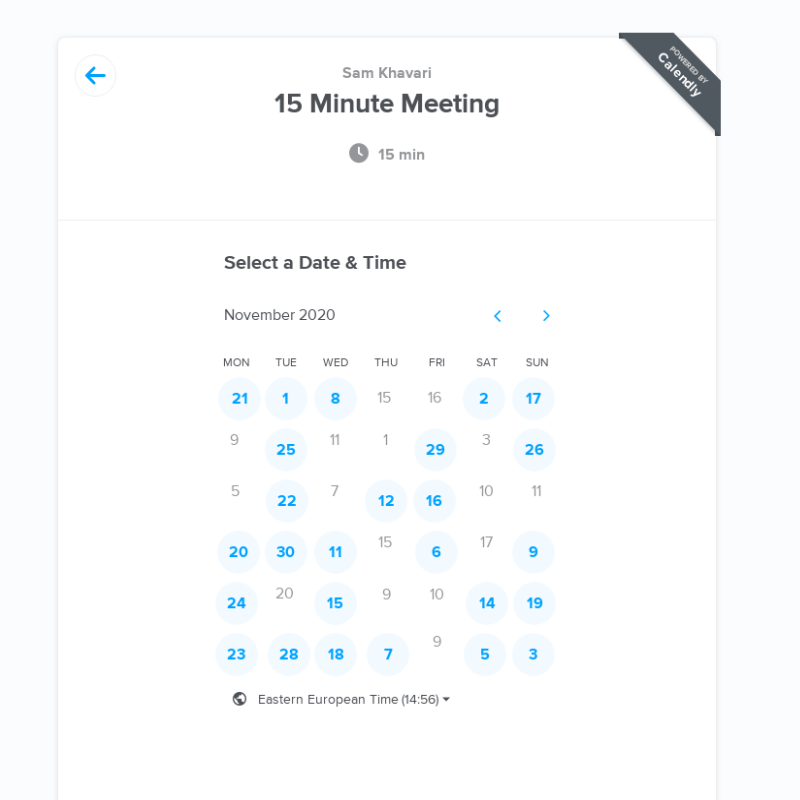 POWERED BY
Calendly
Sam Khavari
15 Minute Meeting
15 min
Select a Date & Time
November 2020
MON TUE WED THU FRI SAT SUN
21 1 8 15 16 2 17
9 25 11 1 29 3 26
5 22 7 12 16 10 11
20 30 11 15 6 17 9
24 20 15 9 10 14 19
23 28 18 7 9 5 3
Eastern European Time (14:56)